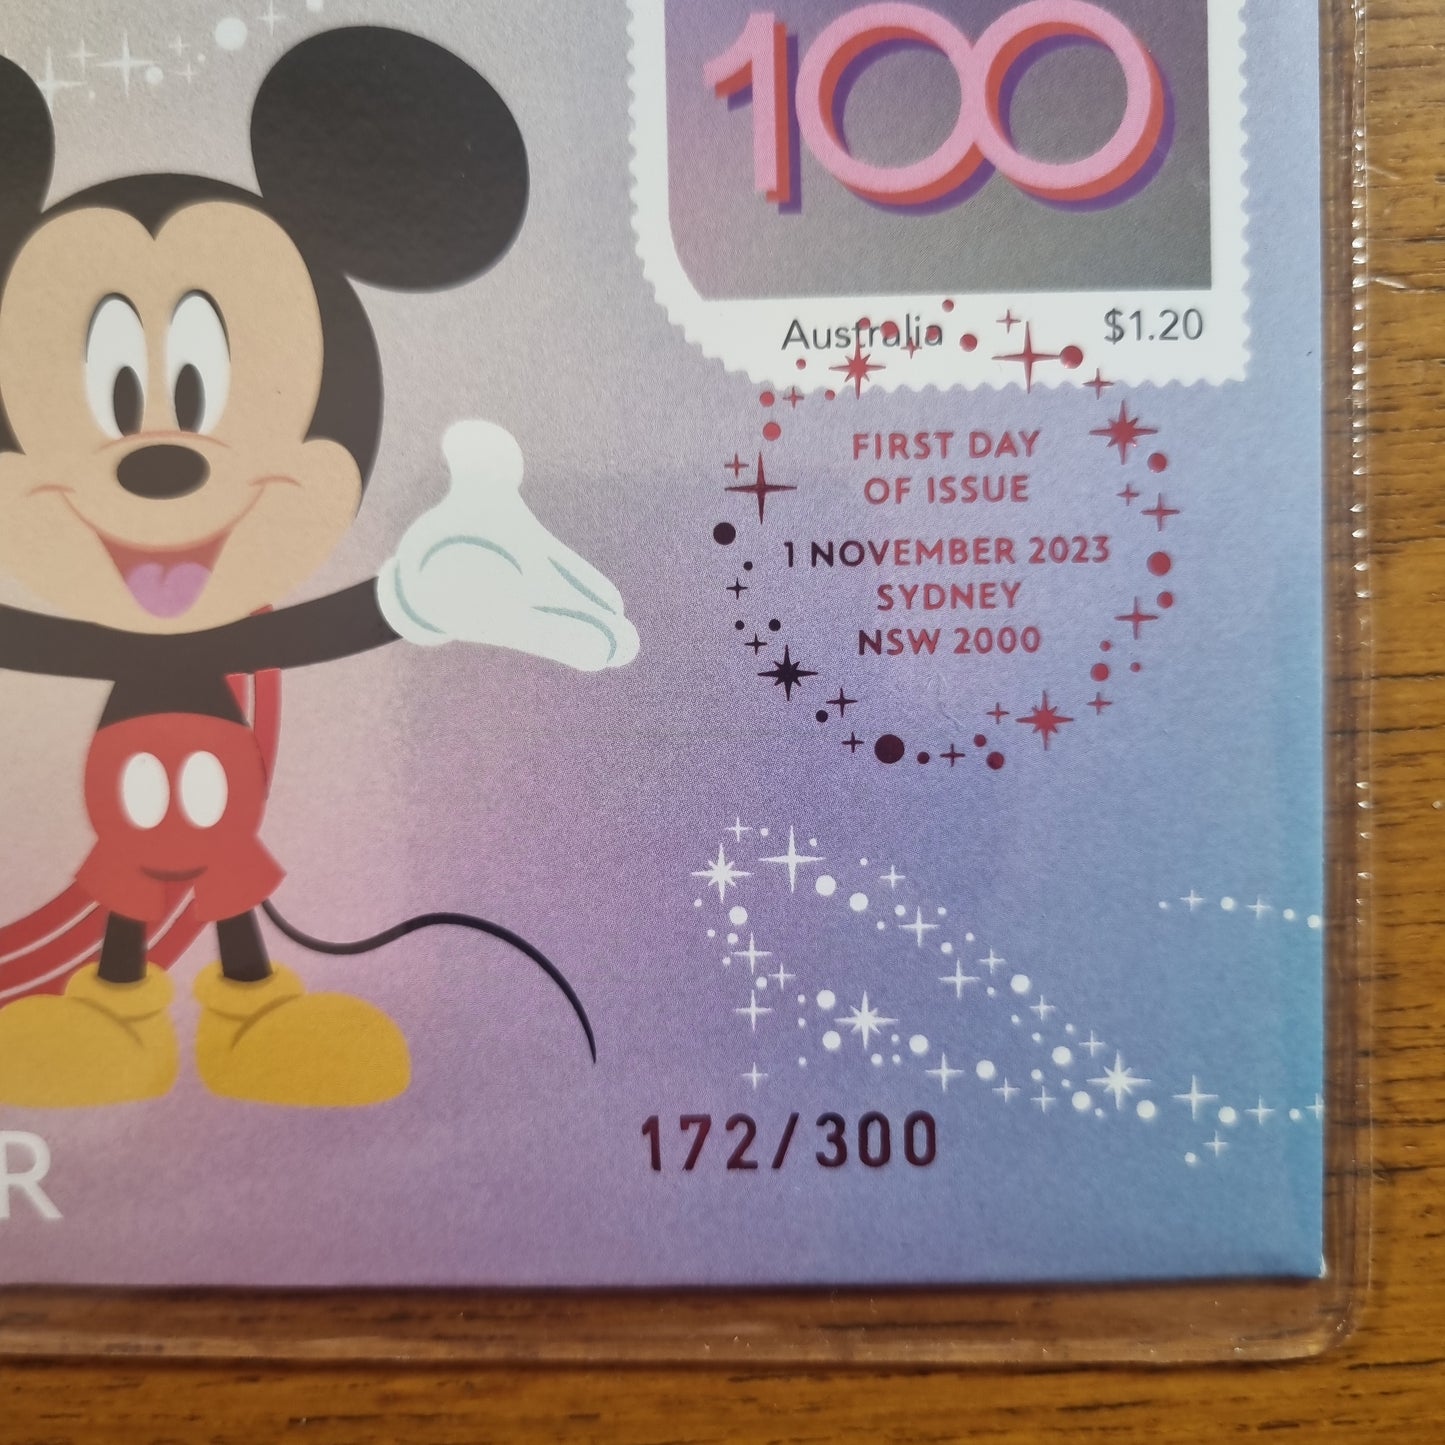 100
Australia $1.20
FIRST DAY
OF ISSUE
1 NOVEMBER 2023
SYDNEY
NSW 2000
172/300
R